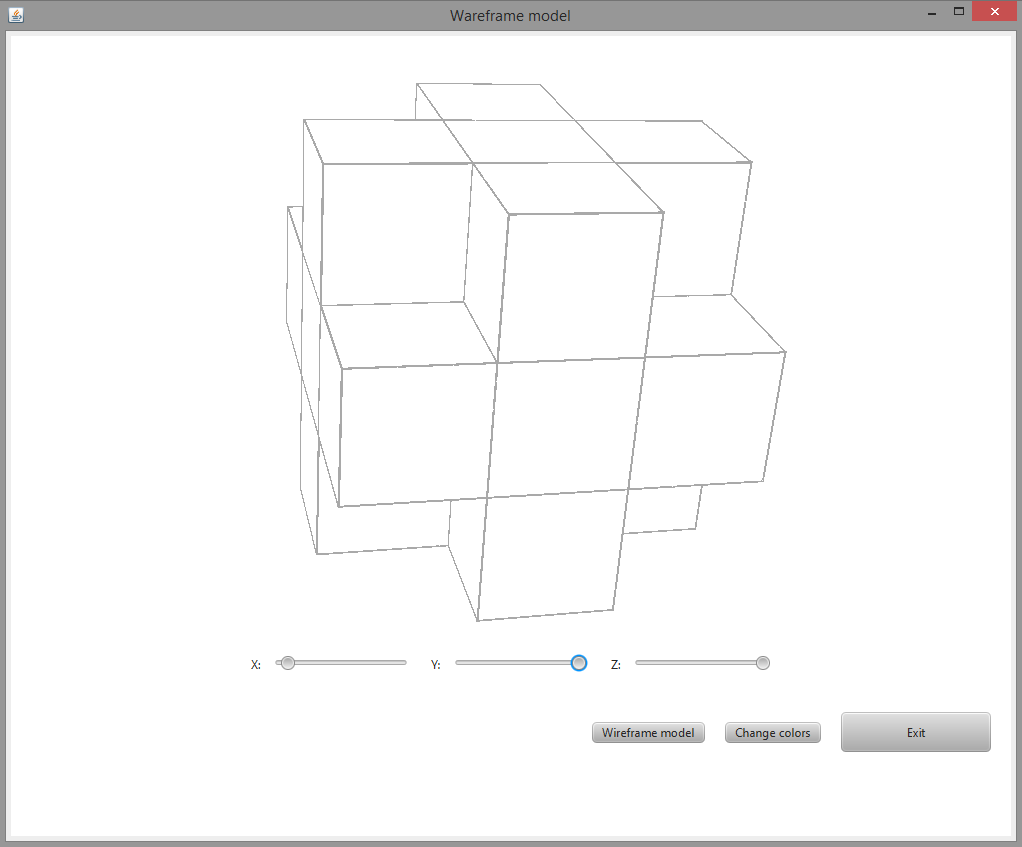 Wareframe model
X:
Y:
Z:
Wireframe model
Change colors
Exit